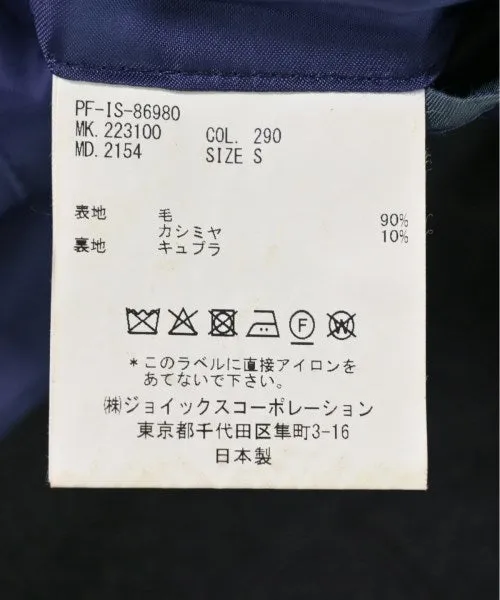 PF-IS-86980
MK.223100 COL. 290
MD.2154 SIZE S
表地 毛 90%
カシミヤ 10%
裏地 キュプラ
F
W
*このラベルに直接アイロンを
あてないで下さい。
㈱ジョイックスコーポレーション
東京都千代田区隼町3-16
日本製